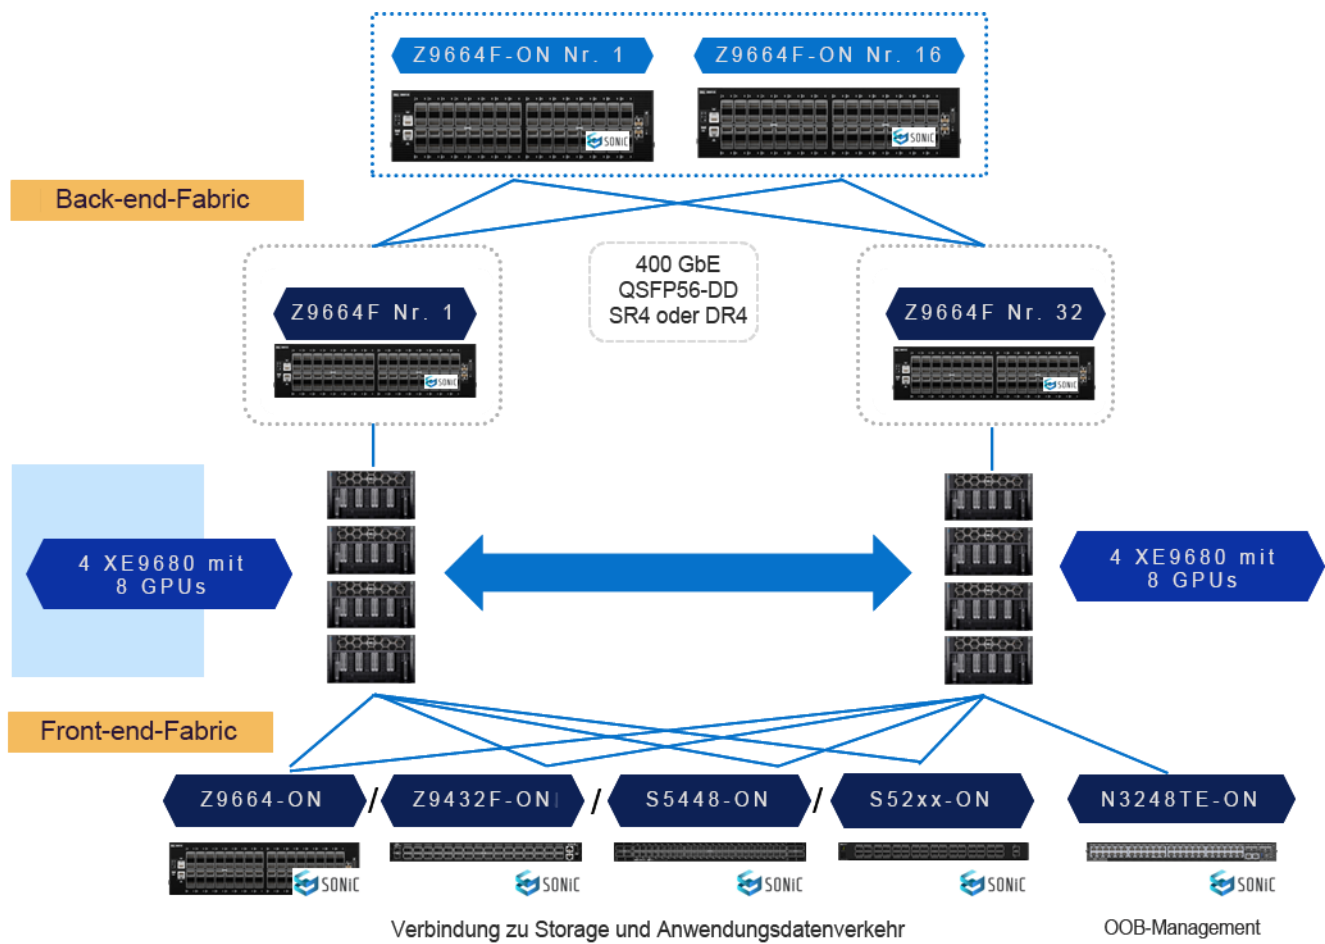 Z9664F-ON Nr. 1
Z9664F-ON Nr. 16
SONiC
SONiC
Back-end-Fabric
400 GbE
QSFP56-DD
SR4 oder DR4
Z9664F Nr. 1
Z9664F Nr. 32
SONiC
SONiC
4 XE9680 mit
8 GPUs
4 XE9680 mit
8 GPUs
Front-end-Fabric
Z9664-ON / Z9432F-ON / S5448-ON / S52xx-ON
N3248TE-ON
SONiC
SONiC
SONiC
SONiC
SONiC
Verbindung zu Storage und Anwendungsdatenverkehr
OOB-Management